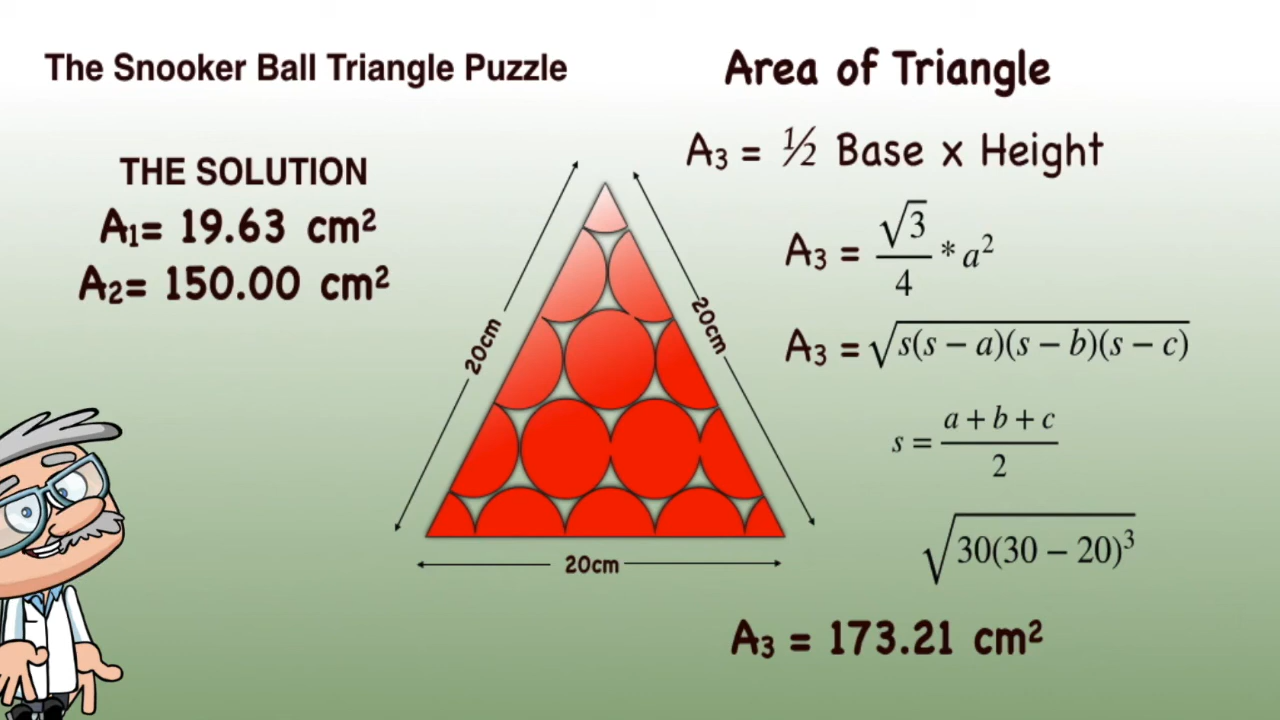 The Snooker Ball Triangle Puzzle
THE SOLUTION
A₁= 19.63 cm²
A₂= 150.00 cm²
20cm
20cm
20cm
Area of Triangle
A₃ = ½ Base x Height
A₃ = √3/4 * a²
A₃ = √s(s − a)(s − b)(s − c)
s = a + b + c/2
√30(30 − 20)³
A₃ = 173.21 cm²